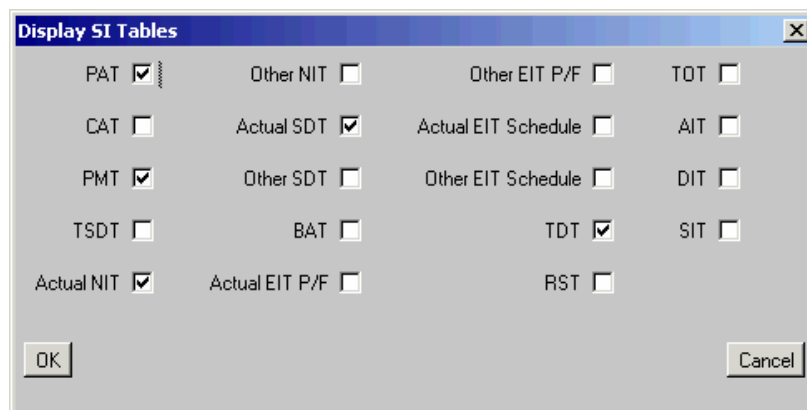 Display SI Tables
PAT Other NIT Other EIT P/F TOT
CAT Actual SDT Actual EIT Schedule AIT
PMT Other SDT Other EIT Schedule DIT
TSDT BAT TDT SIT
Actual NIT Actual EIT P/F RST
OK Cancel